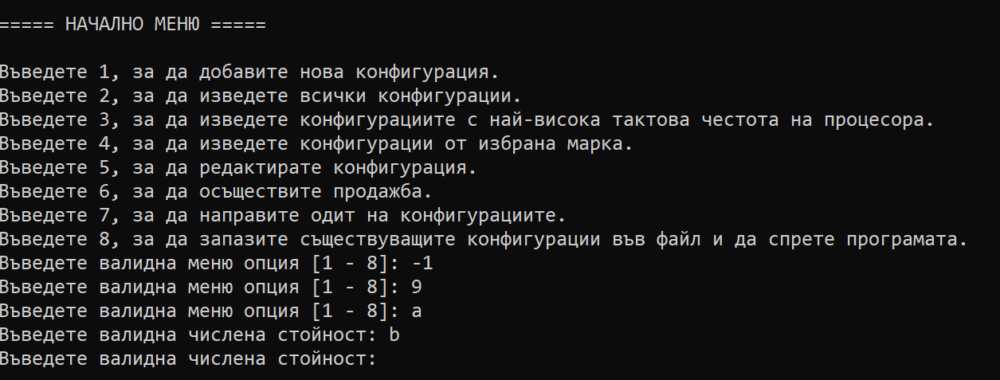 ===== НАЧАЛНО МЕНЮ =====
Въведете 1, за да добавите нова конфигурация.
Въведете 2, за да изведете всички конфигурации.
Въведете 3, за да изведете конфигурациите с най-висока тактова честота на процесора.
Въведете 4, за да изведете конфигурации от избрана марка.
Въведете 5, за да редактирате конфигурация.
Въведете 6, за да осъществите продажба.
Въведете 7, за да направите одит на конфигурациите.
Въведете 8, за да запазите съществуващите конфигурации във файл и да спрете програмата.
Въведете валидна меню опция [1 - 8]: -1
Въведете валидна меню опция [1 - 8]: 9
Въведете валидна меню опция [1 - 8]: a
Въведете валидна числена стойност: b
Въведете валидна числена стойност: